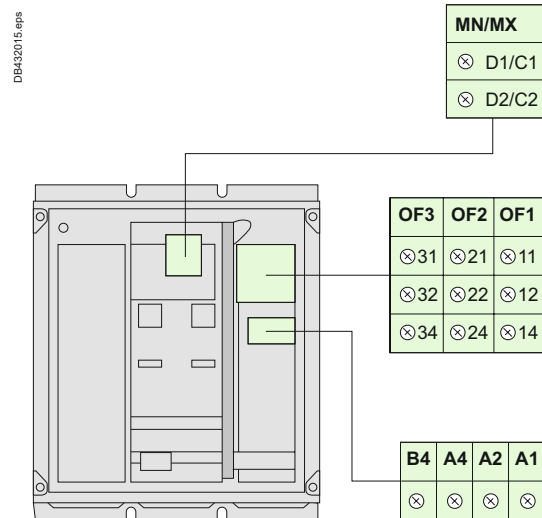 DB432015.eps
MN/MX
D1/C1
D2/C2
OF3 OF2 OF1
31 21 11
32 22 12
34 24 14
B4 A4 A2 A1